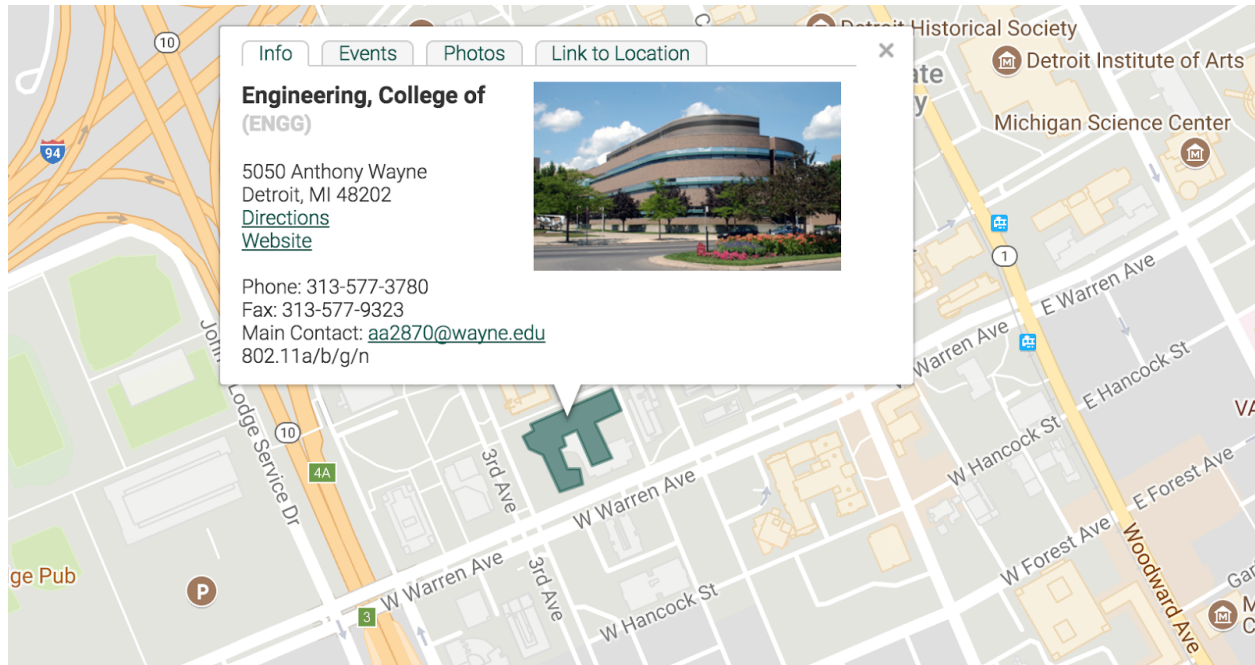 Info
Events
Photos
Link to Location
Engineering, College of
(ENGG)
5050 Anthony Wayne
Detroit, MI 48202
Directions
Website
Phone: 313-577-3780
Fax: 313-577-9323
Main Contact: aa2870@wayne.edu
802.11a/b/g/n
Historical Society
Detroit Institute of Arts
Michigan Science Center
10
94
1
E Warren Ave
W Warren Ave
E Hancock St
W Hancock St
E Forest Ave
W Forest Ave
Woodward Ave
Lodge Service Dr
10
4A
3rd Ave
W Warren Ave
ge Pub
P
3
W Warren Ave
3rd Ave
W Hancock St